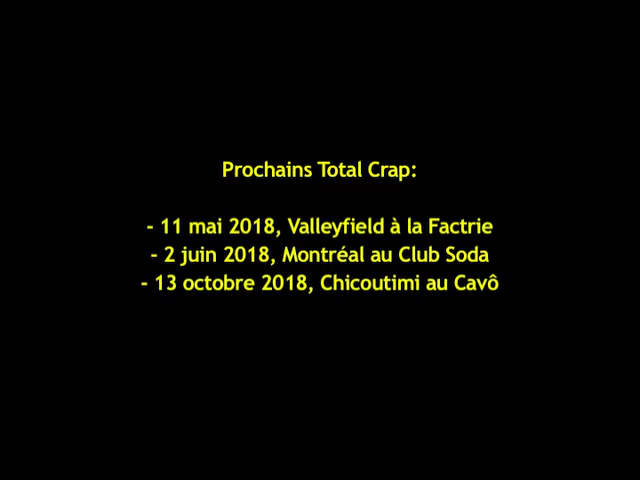 Prochains Total Crap:
- 11 mai 2018, Valleyfield à la Factrie
- 2 juin 2018, Montréal au Club Soda
- 13 octobre 2018, Chicoutimi au Cavô